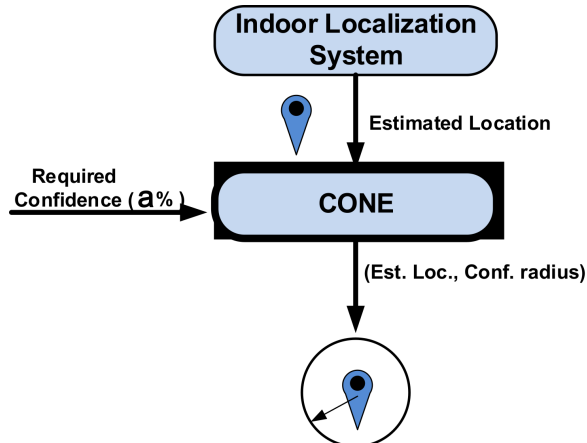 Indoor Localization
System
Estimated Location
Required
Confidence (a%)
CONE
(Est. Loc., Conf. radius)